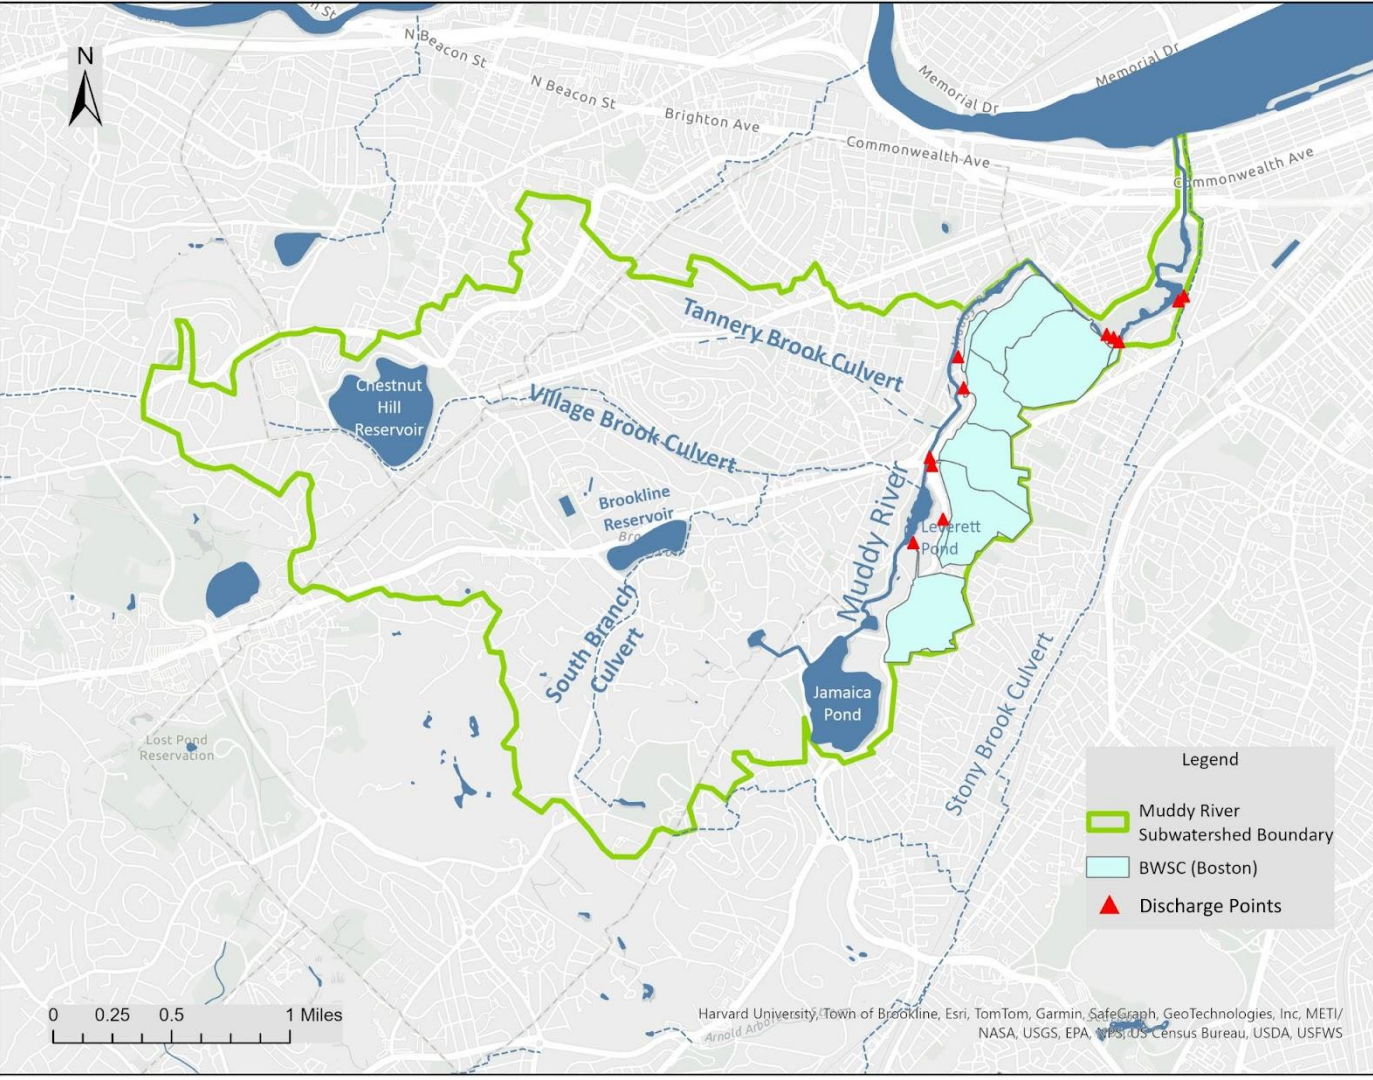 n St
N
N Beacon St
N Beacon St
Brighton Ave
Memorial Dr
Memorial Dr
Commonwealth Ave
Commonwealth Ave
Tannery Brook Culvert
Chestnut
Hill
Reservoir
Village Brook Culvert
Brookline
Reservoir
Muddy River
Leverett
Pond
South Branch
Culvert
Jamaica
Pond
Stony Brook Culvert
Lost Pond
Reservation
Legend
Muddy River
Subwatershed Boundary
BWSC (Boston)
Discharge Points
0 0.25 0.5 1 Miles
Harvard University, Town of Brookline, Esri, TomTom, Garmin, SafeGraph, GeoTechnologies, Inc, METI/
NASA, USGS, EPA, NPS, US Census Bureau, USDA, USFWS